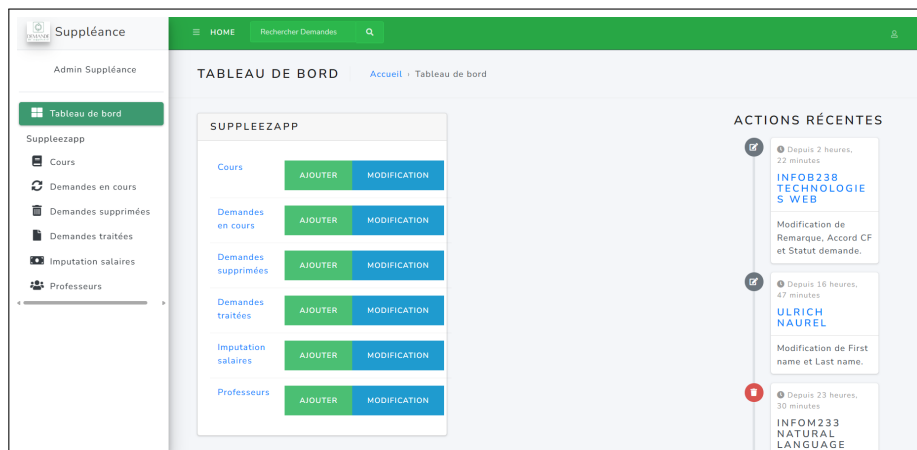 Suppléance
HOME
Rechercher Demandes
Admin Suppléance
TABLEAU DE BORD
Accueil › Tableau de bord
Tableau de bord
Suppleezapp
Cours
Demandes en cours
Demandes supprimées
Demandes traitées
Imputation salaires
Professeurs
SUPPLEEZAPP
Cours
AJOUTER
MODIFICATION
Demandes
en cours
AJOUTER
MODIFICATION
Demandes
supprimées
AJOUTER
MODIFICATION
Demandes
traitées
AJOUTER
MODIFICATION
Imputation
salaires
AJOUTER
MODIFICATION
Professeurs
AJOUTER
MODIFICATION
ACTIONS RÉCENTES
Depuis 2 heures,
22 minutes
INFOB238
TECHNOLOGIE
S WEB
Modification de
Remarque, Accord CF
et Statut demande.
Depuis 16 heures,
47 minutes
ULRICH
NAUREL
Modification de First
name et Last name.
Depuis 23 heures,
30 minutes
INFOM233
NATURAL
LANGUAGE